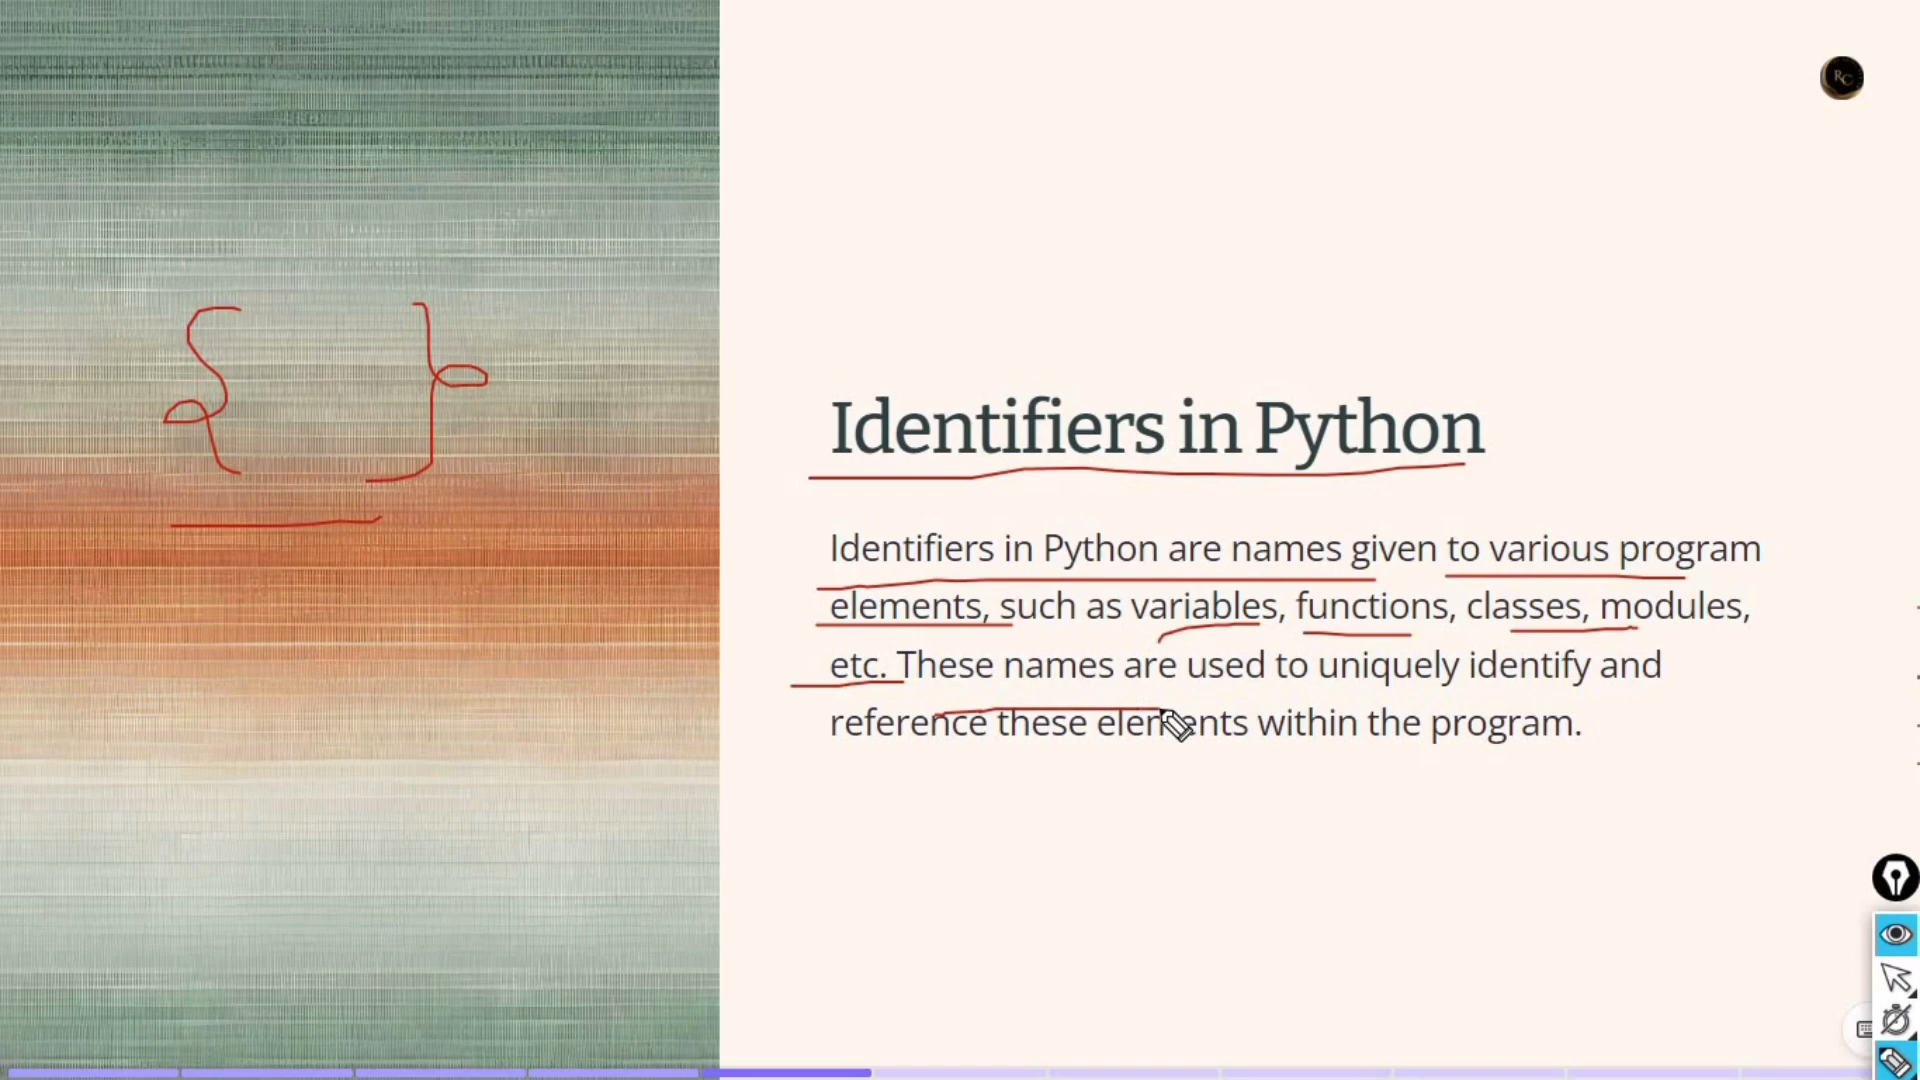 RC
Identifiers in Python
Identifiers in Python are names given to various program
elements, such as variables, functions, classes, modules,
etc. These names are used to uniquely identify and
reference these elements within the program.